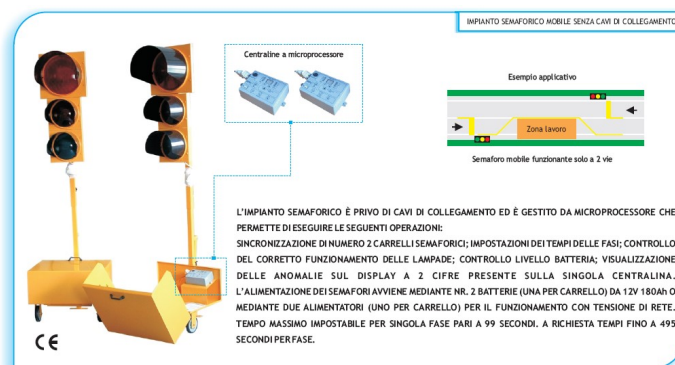 IMPIANTO SEMAFORICO MOBILE SENZA CAVI DI COLLEGAMENTO
Centraline a microprocessore
Esempio applicativo
Zona lavoro
Semaforo mobile funzionante solo a 2 vie
L'IMPIANTO SEMAFORICO È PRIVO DI CAVI DI COLLEGAMENTO ED È GESTITO DA MICROPROCESSORE CHE
PERMETTE DI ESEGUIRE LE SEGUENTI OPERAZIONI:
SINCRONIZZAZIONE DI NUMERO 2 CARRELLI SEMAFORICI; IMPOSTAZIONI DEI TEMPI DELLE FASI; CONTROLLO
DEL CORRETTO FUNZIONAMENTO DELLE LAMPADE; CONTROLLO LIVELLO BATTERIA; VISUALIZZAZIONE
DELLE ANOMALIE SUL DISPLAY A 2 CIFRE PRESENTE SULLA SINGOLA CENTRALINA.
L'ALIMENTAZIONE DEI SEMAFORI AVVIENE MEDIANTE NR. 2 BATTERIE (UNA PER CARRELLO) DA 12V 180Ah O
MEDIANTE DUE ALIMENTATORI (UNO PER CARRELLO) PER IL FUNZIONAMENTO CON TENSIONE DI RETE.
TEMPO MASSIMO IMPOSTABILE PER SINGOLA FASE PARI A 99 SECONDI. A RICHIESTA TEMPI FINO A 495
SECONDI PER FASE.
CE